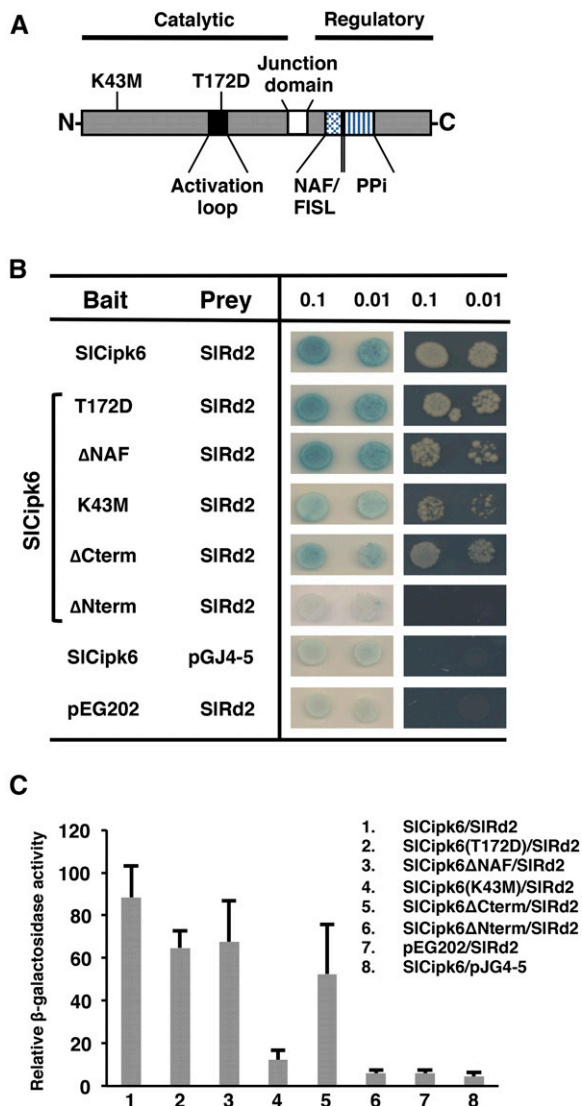 A
Catalytic
Regulatory
K43M
T172D
Junction
domain
N
C
Activation
loop
NAF/
FISL
PPi
B
Bait Prey 0.1 0.01 0.1 0.01
SlCipk6 SlRd2
SlCipk6
T172D SlRd2
ΔNAF SlRd2
K43M SlRd2
ΔCterm SlRd2
ΔNterm SlRd2
SlCipk6 pGJ4-5
pEG202 SlRd2
C
Relative β-galactosidase activity
120
100
80
60
40
20
0
1 2 3 4 5 6 7 8
1. SlCipk6/SlRd2
2. SlCipk6(T172D)/SlRd2
3. SlCipk6ΔNAF/SlRd2
4. SlCipk6(K43M)/SlRd2
5. SlCipk6ΔCterm/SlRd2
6. SlCipk6ΔNterm/SlRd2
7. pEG202/SlRd2
8. SlCipk6/pJG4-5